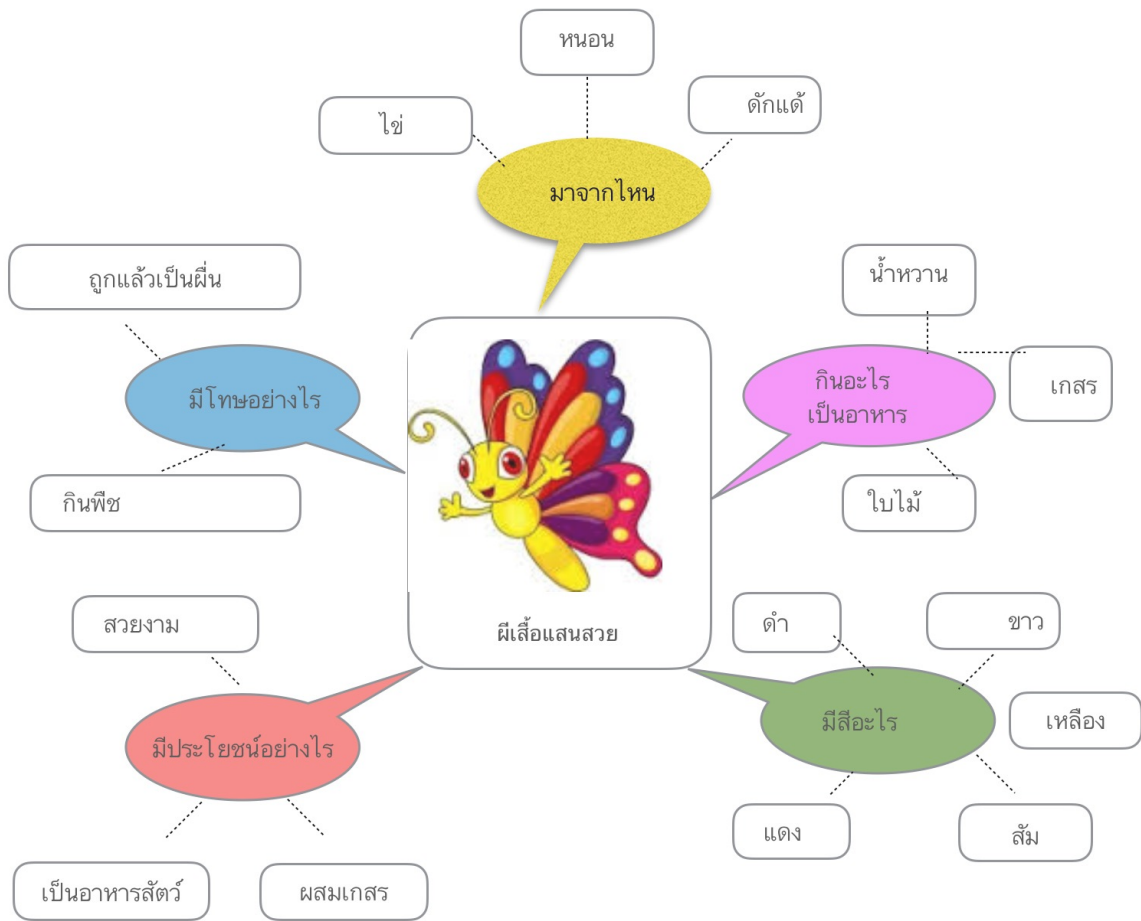 หนอน
ไข่
ดักแด้
มาจากไหน
ถูกแล้วเป็นผื่น
มีโทษอย่างไร
กินพืช
น้ำหวาน
กินอะไร
เป็นอาหาร
เกสร
ใบไม้
ผีเสื้อแสนสวย
สวยงาม
มีประโยชน์อย่างไร
เป็นอาหารสัตว์
ผสมเกสร
ดำ
ขาว
มีสีอะไร
เหลือง
แดง
สัม